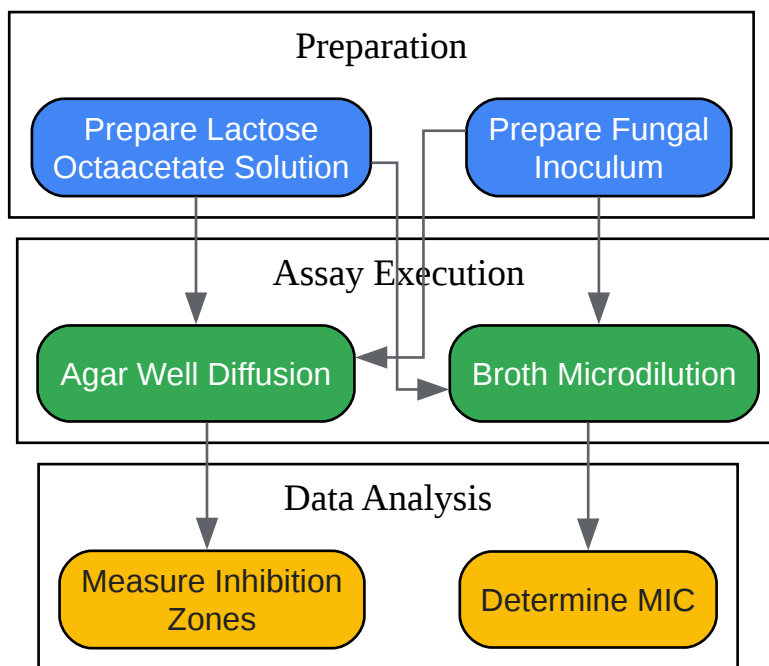 Preparation
Prepare Lactose
Octaacetate Solution
Prepare Fungal
Inoculum
Assay Execution
Agar Well Diffusion
Broth Microdilution
Data Analysis
Measure Inhibition
Zones
Determine MIC